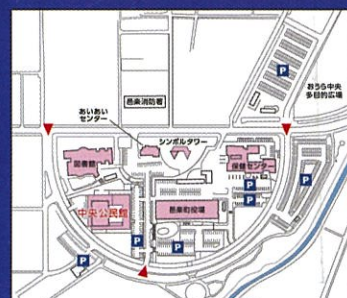 P
おうら中央
多目的広場
邑楽消防署
あいあい
センター
シンボルタワー
図書館
保健センター
P
P
P
中央公民館
P
邑楽町役場
P
P